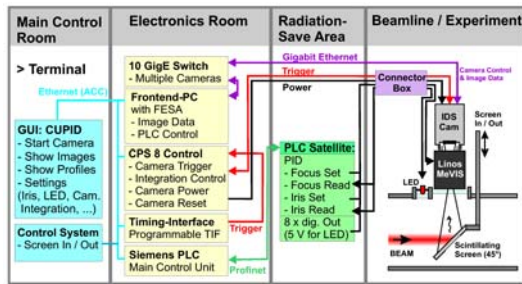 Main Control
Room
> Terminal
Ethernet (ACC)
GUI: CUPID
- Start Camera
- Show Images
- Show Profiles
- Settings
(Iris, LED, Cam.
Integration, ...)
Control System
- Screen In / Out
Electronics Room
10 GigE Switch
- Multiple Cameras
Frontend-PC
with FESA
- Image Data
- PLC Control
CPS 8 Control
- Camera Trigger
- Integration Control
- Camera Power
- Camera Reset
Timing-Interface
Programmable TIF
Siemens PLC
Main Control Unit
Radiation-
Save Area
Gigabit Ethernet
Trigger
Power
PLC Satellite:
PID
- Focus Set
- Focus Read
- Iris Set
- Iris Read
8 x dig. Out
(5 V for LED)
Trigger
Profinet
Beamline / Experiment
Camera Control
& Image Data
Connector
Box
Screen
In / Out
IDS
Cam
Linos
MeVIS
LED
BEAM
Scintillating
Screen (45°)